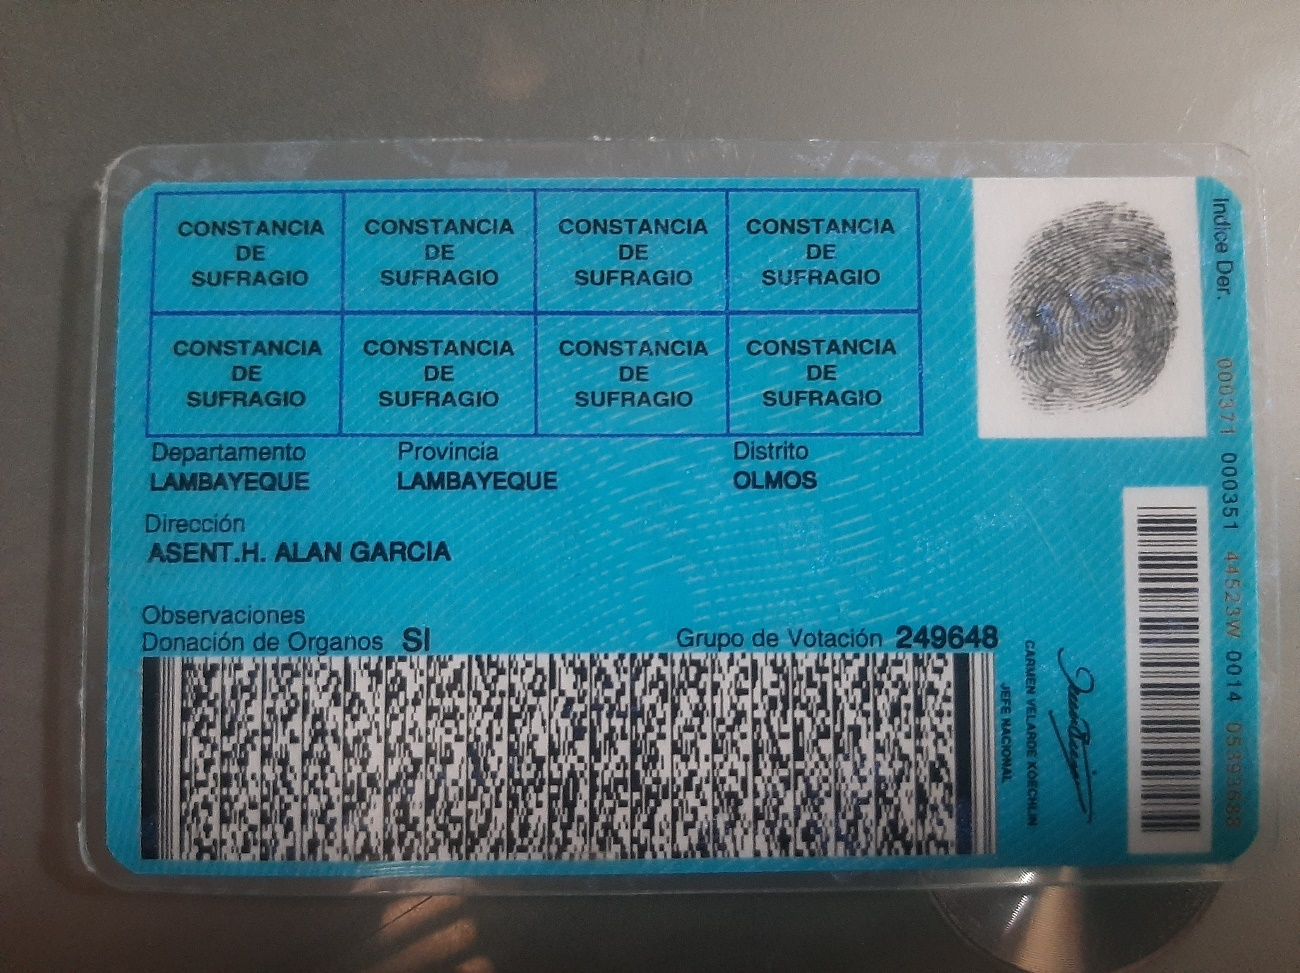 CONSTANCIA DE SUFRAGIO
CONSTANCIA DE SUFRAGIO
CONSTANCIA DE SUFRAGIO
CONSTANCIA DE SUFRAGIO
CONSTANCIA DE SUFRAGIO
CONSTANCIA DE SUFRAGIO
CONSTANCIA DE SUFRAGIO
CONSTANCIA DE SUFRAGIO
Departamento Provincia Distrito
LAMBAYEQUE LAMBAYEQUE OLMOS
Dirección
ASENT.H. ALAN GARCIA
Observaciones
Donación de Organos SI Grupo de Votación 249648
CARMEN VELARDE KOECHLIN
JEFE NACIONAL
Indice Der. 000371 000351 44523W 0014